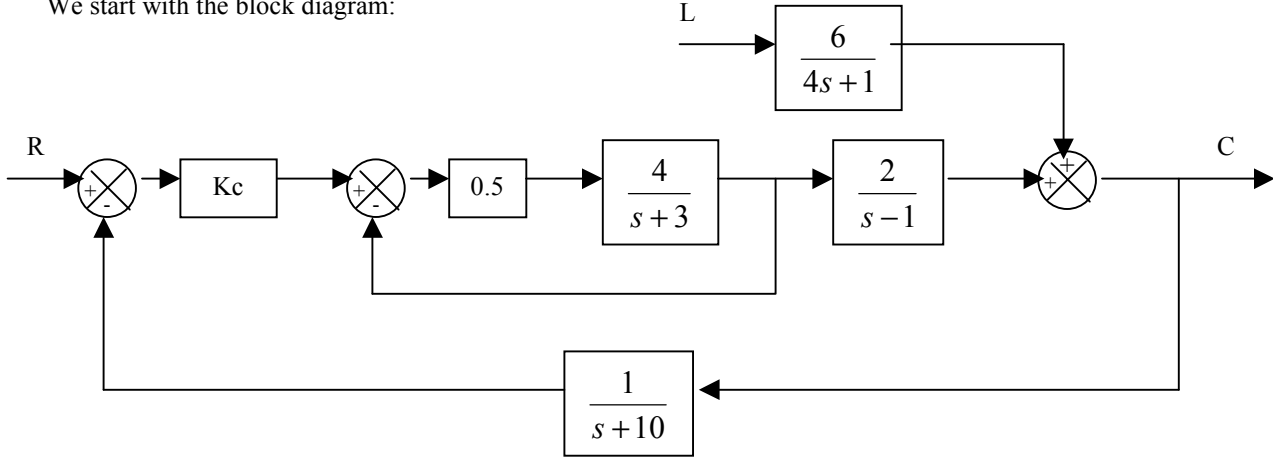 We start with the block diagram:
L
6
4s + 1
R
C
+
-
Kc
+
-
0.5
4
s + 3
2
s − 1
+
+
1
s + 10